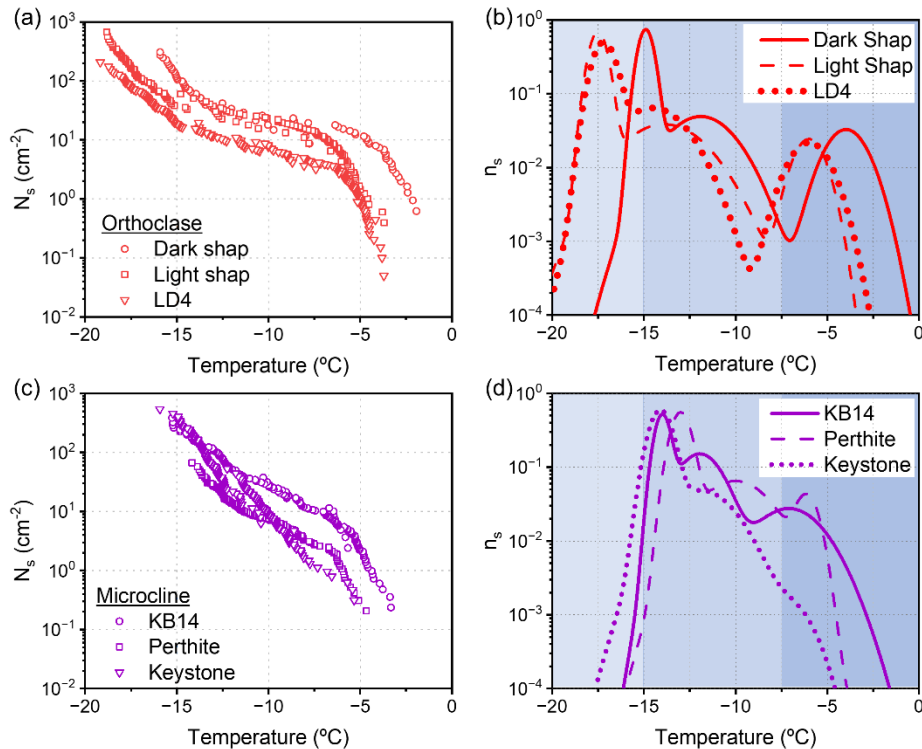 (a)
10³
10²
10¹
10⁰
10⁻¹
10⁻²
Nₛ (cm⁻²)
Orthoclase
Dark shap
Light shap
LD4
−20 −15 −10 −5 0
Temperature (ºC)
(b)
10⁰
10⁻¹
10⁻²
10⁻³
10⁻⁴
nₛ
Dark Shap
Light Shap
LD4
−20 −15 −10 −5 0
Temperature (ºC)
(c)
10³
10²
10¹
10⁰
10⁻¹
10⁻²
Nₛ (cm⁻²)
Microcline
KB14
Perthite
Keystone
−20 −15 −10 −5 0
Temperature (ºC)
(d)
10⁰
10⁻¹
10⁻²
10⁻³
10⁻⁴
nₛ
KB14
Perthite
Keystone
−20 −15 −10 −5 0
Temperature (ºC)